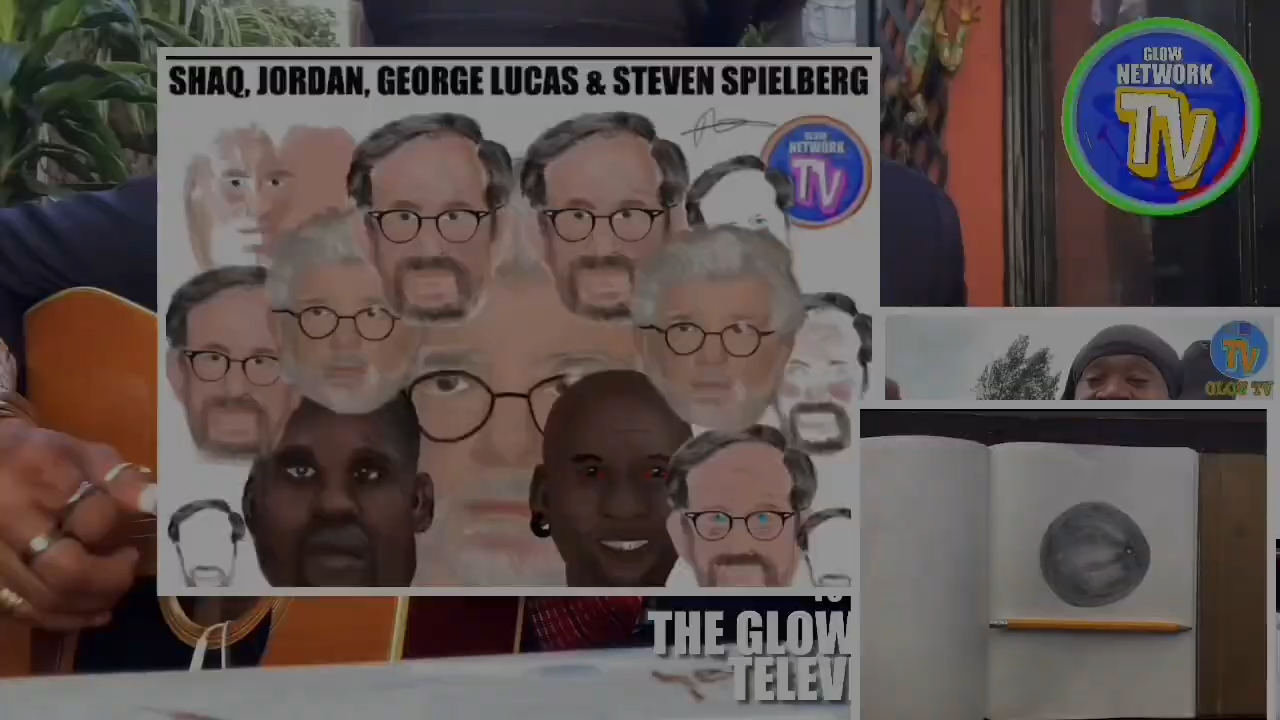 SHAQ, JORDAN, GEORGE LUCAS & STEVEN SPIELBERG
GLOW
NETWORK
TV
GLOW
NETWORK
TV
TV
GLOW TV
THE GLOW
TELEV